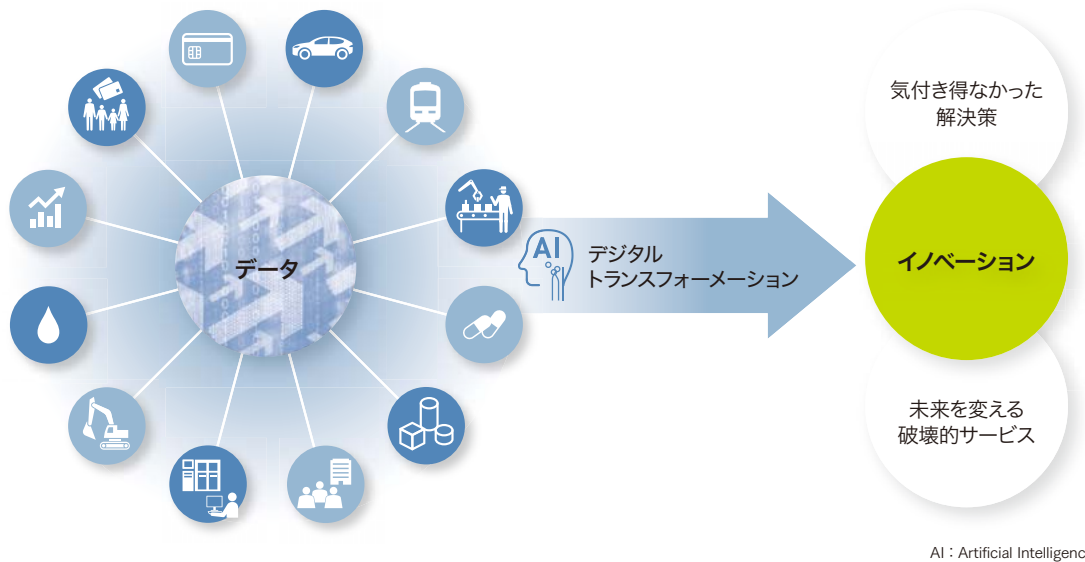 データ
AI
デジタル
トランスフォーメーション
気付き得なかった
解決策
イノベーション
未来を変える
破壊的サービス
AI：Artificial Intelligenc